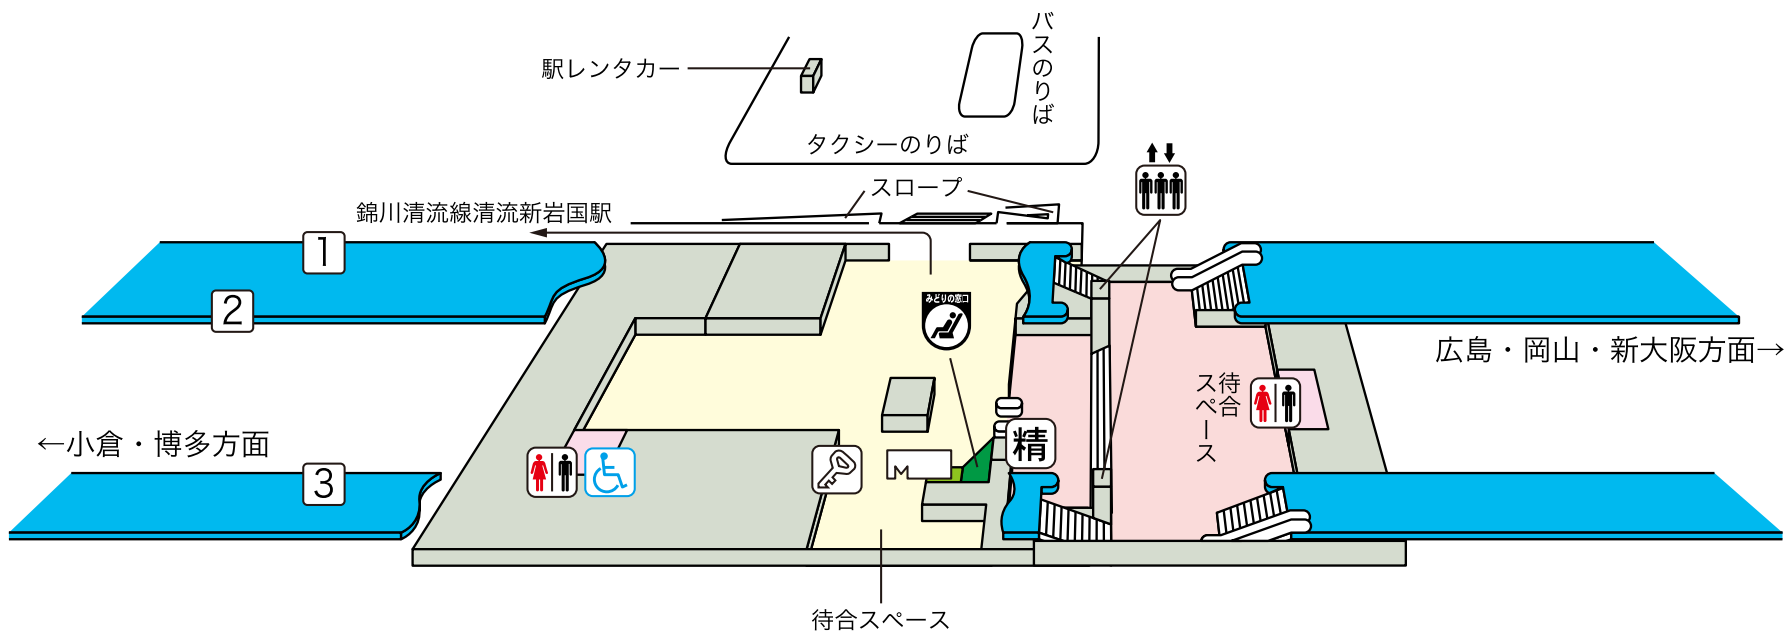 バスのりば
駅レンタカー
タクシーのりば
スロープ
錦川清流線清流新岩国駅
1
2
みどりの窓口
広島・岡山・新大阪方面→
待合
スペース
←小倉・博多方面
精
3
M
待合スペース